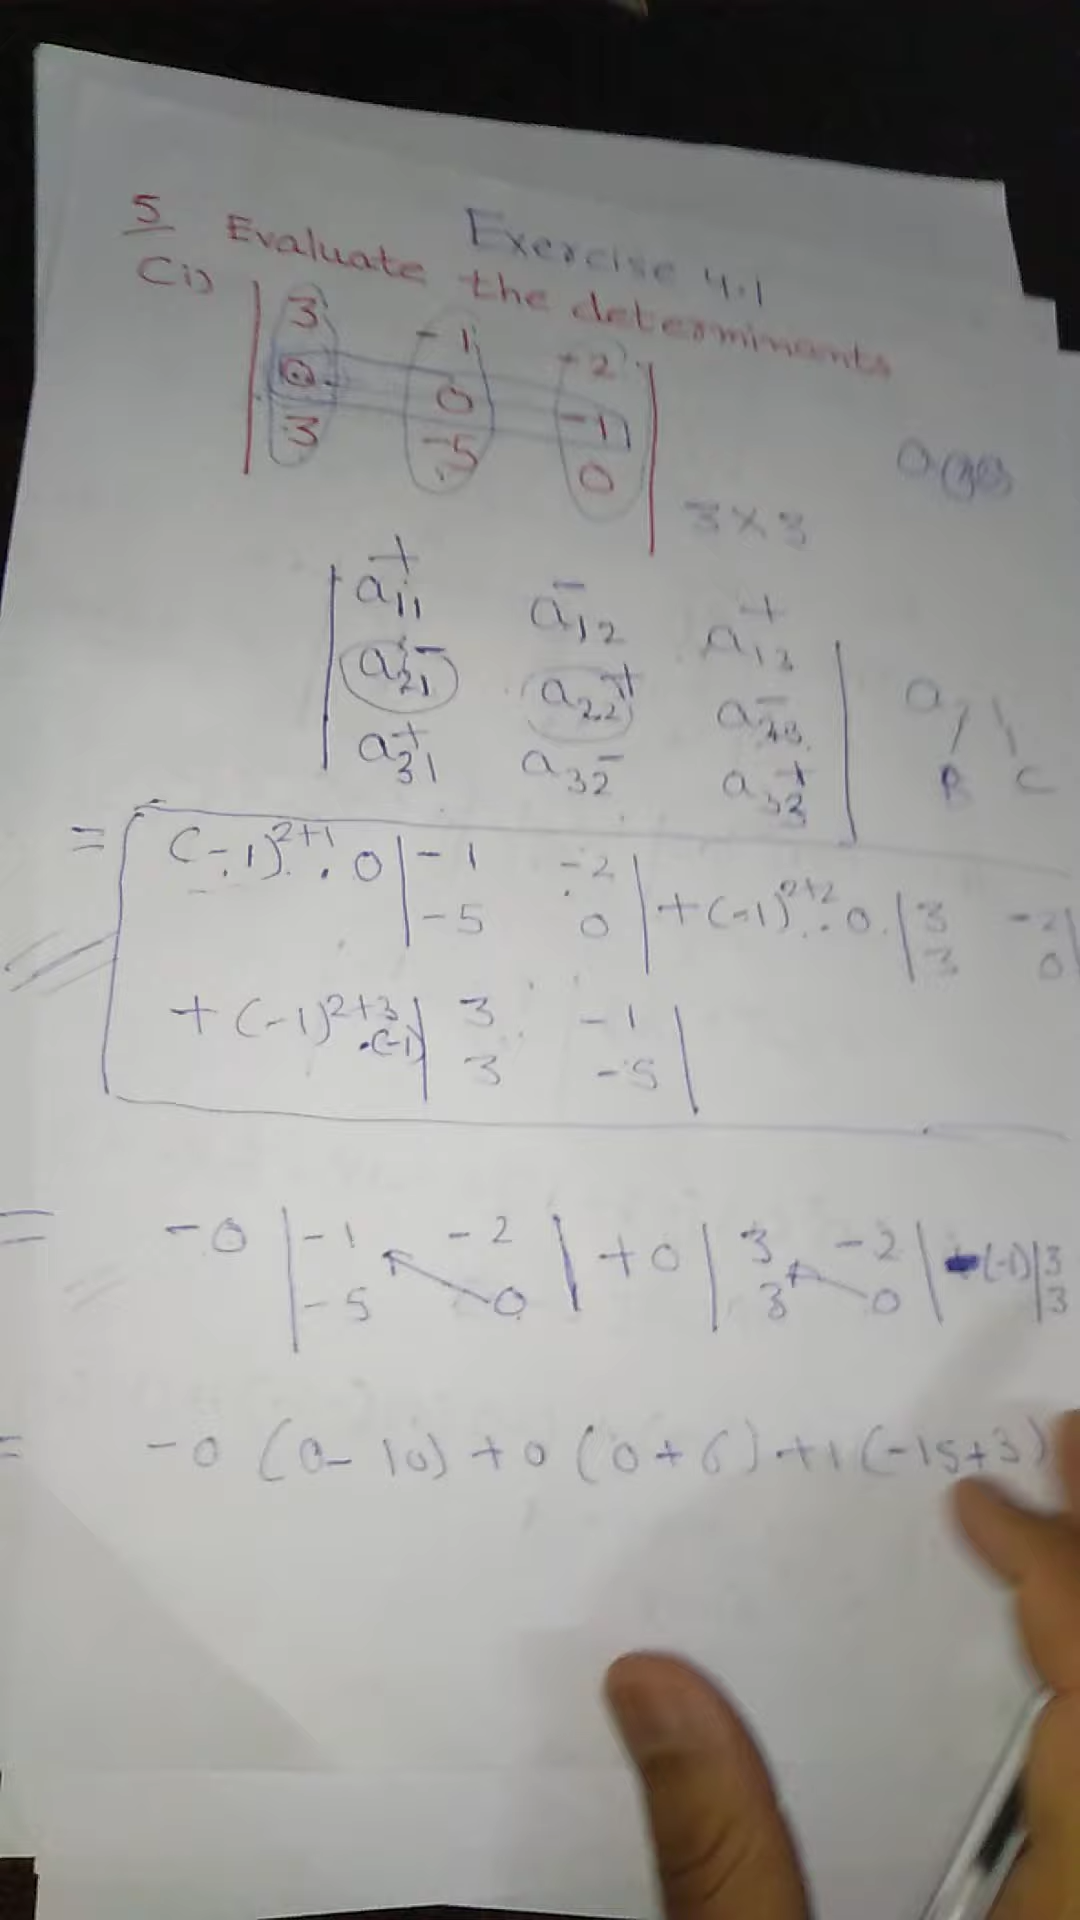 Exercise 4.1
5 Evaluate the determinants
(i) | 3 -1 -2 |
| 0 0 -1 |
| 3 -5 0 | 3×3
| a11+ a12- a13+ |
| a21- a22+ a23- | a
| a31+ a32- a33+ | R C
= (-1)^2+1 . 0 | -1 -2 | + (-1)^2+2 . 0 . | 3 -2 |
| -5 0 | | 3 0 |
+ (-1)^2+3 .(-1) | 3 -1 |
| 3 -5 |
= -0 | -1 -2 | + 0 | 3 -2 | - (-1) | 3
| -5 0 | | 3 0 | | 3
= -0 (0-10) + 0 (0+6) + 1 (-15+3)